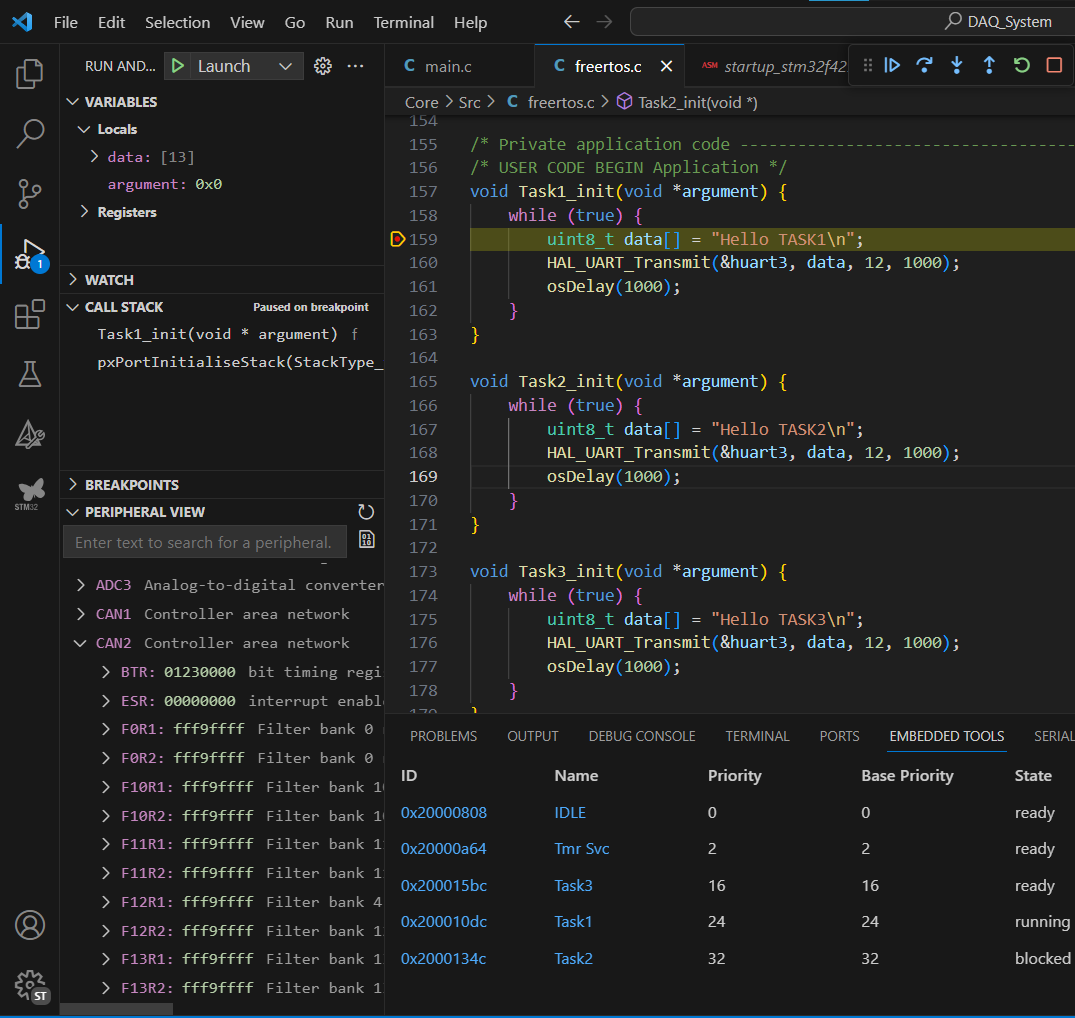 File Edit Selection View Go Run Terminal Help DAQ_System
RUN AND... Launch
VARIABLES
Locals
data: [13]
argument: 0x0
Registers
WATCH
CALL STACK Paused on breakpoint
Task1_init(void * argument) f
pxPortInitialiseStack(StackType_
BREAKPOINTS
PERIPHERAL VIEW
Enter text to search for a peripheral.
ADC3 Analog-to-digital converter
CAN1 Controller area network
CAN2 Controller area network
BTR: 01230000 bit timing regi
ESR: 00000000 interrupt enabl
F0R1: fff9ffff Filter bank 0
F0R2: fff9ffff Filter bank 0
F10R1: fff9ffff Filter bank 10
F10R2: fff9ffff Filter bank 10
F11R1: fff9ffff Filter bank 1
F11R2: fff9ffff Filter bank 1
F12R1: fff9ffff Filter bank 4
F12R2: fff9ffff Filter bank 1
F13R1: fff9ffff Filter bank 1
F13R2: fff9ffff Filter bank 1
1
STM32
ST
C main.c C freertos.c ASM startup_stm32f42
Core > Src > C freertos.c > Task2_init(void *)
154
155 /* Private application code -----------------------------------
156 /* USER CODE BEGIN Application */
157 void Task1_init(void *argument) {
158 while (true) {
159 uint8_t data[] = "Hello TASK1\n";
160 HAL_UART_Transmit(&huart3, data, 12, 1000);
161 osDelay(1000);
162 }
163 }
164
165 void Task2_init(void *argument) {
166 while (true) {
167 uint8_t data[] = "Hello TASK2\n";
168 HAL_UART_Transmit(&huart3, data, 12, 1000);
169 osDelay(1000);
170 }
171 }
172
173 void Task3_init(void *argument) {
174 while (true) {
175 uint8_t data[] = "Hello TASK3\n";
176 HAL_UART_Transmit(&huart3, data, 12, 1000);
177 osDelay(1000);
178 }
179 }
PROBLEMS OUTPUT DEBUG CONSOLE TERMINAL PORTS EMBEDDED TOOLS SERIAL
ID Name Priority Base Priority State
0x20000808 IDLE 0 0 ready
0x20000a64 Tmr Svc 2 2 ready
0x200015bc Task3 16 16 ready
0x200010dc Task1 24 24 running
0x2000134c Task2 32 32 blocked